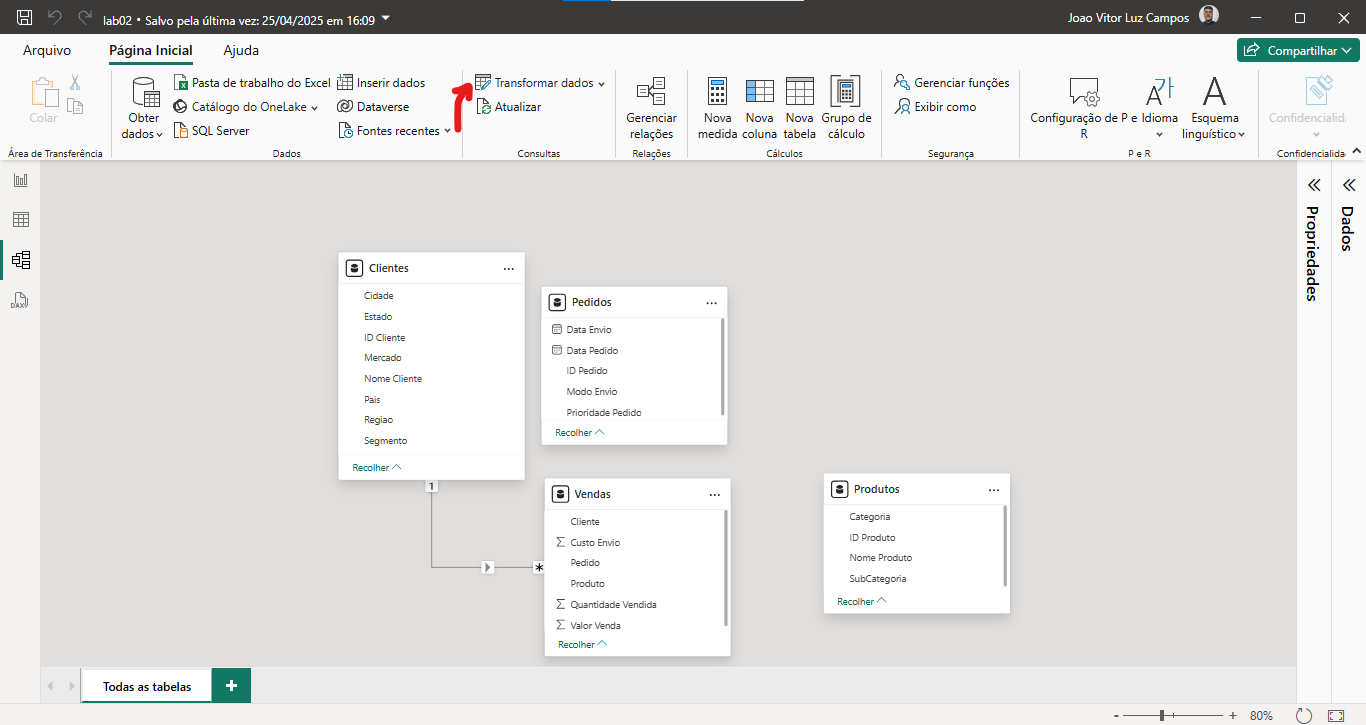 lab02 • Salvo pela última vez: 25/04/2025 em 16:09
Joao Vitor Luz Campos
Arquivo
Página Inicial
Ajuda
Compartilhar
Colar
Área de Transferência
Obter dados
Pasta de trabalho do Excel
Catálogo do OneLake
SQL Server
Inserir dados
Dataverse
Fontes recentes
Dados
Transformar dados
Atualizar
Consultas
Gerenciar relações
Relações
Nova medida
Nova coluna
Nova tabela
Grupo de cálculo
Cálculos
Gerenciar funções
Exibir como
Segurança
Configuração de P e R
Idioma
Esquema linguístico
P e R
Confidencialid
Confidencialida
DAX
Clientes
Cidade
Estado
ID Cliente
Mercado
Nome Cliente
Pais
Regiao
Segmento
Recolher
Pedidos
Data Envio
Data Pedido
ID Pedido
Modo Envio
Prioridade Pedido
Recolher
1
*
Vendas
Cliente
Σ Custo Envio
Pedido
Produto
Σ Quantidade Vendida
Σ Valor Venda
Recolher
Produtos
Categoria
ID Produto
Nome Produto
SubCategoria
Recolher
Propriedades
Dados
Todas as tabelas
+
- + 80%